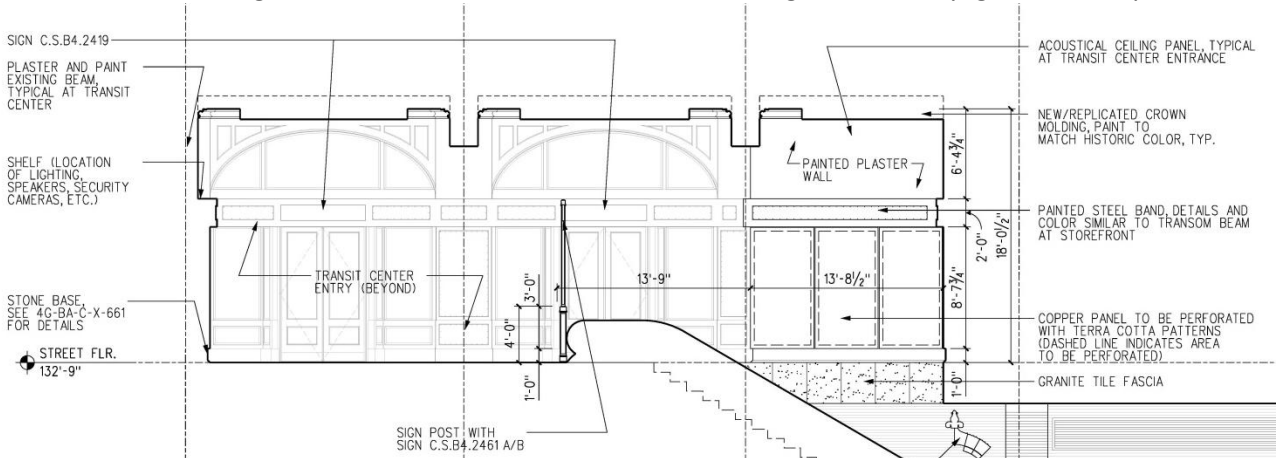 SIGN C.S.B4.2419
PLASTER AND PAINT
EXISTING BEAM,
TYPICAL AT TRANSIT
CENTER
SHELF (LOCATION
OF LIGHTING,
SPEAKERS, SECURITY
CAMERAS, ETC.)
STONE BASE,
SEE 4G-BA-C-X-661
FOR DETAILS
STREET FLR.
132'-9"
TRANSIT CENTER
ENTRY (BEYOND)
SIGN POST WITH
SIGN C.S.B4.2461 A/B
3'-0"
4'-0"
1'-0"
13'-9"
13'-8½"
PAINTED PLASTER
WALL
6'-4¾"
2'-0"
18'-0½"
8'-7¾"
1'-0"
ACOUSTICAL CEILING PANEL, TYPICAL
AT TRANSIT CENTER ENTRANCE
NEW/REPLICATED CROWN
MOLDING, PAINT TO
MATCH HISTORIC COLOR, TYP.
PAINTED STEEL BAND, DETAILS AND
COLOR SIMILAR TO TRANSOM BEAM
AT STOREFRONT
COPPER PANEL TO BE PERFORATED
WITH TERRA COTTA PATTERNS
(DASHED LINE INDICATES AREA
TO BE PERFORATED)
GRANITE TILE FASCIA